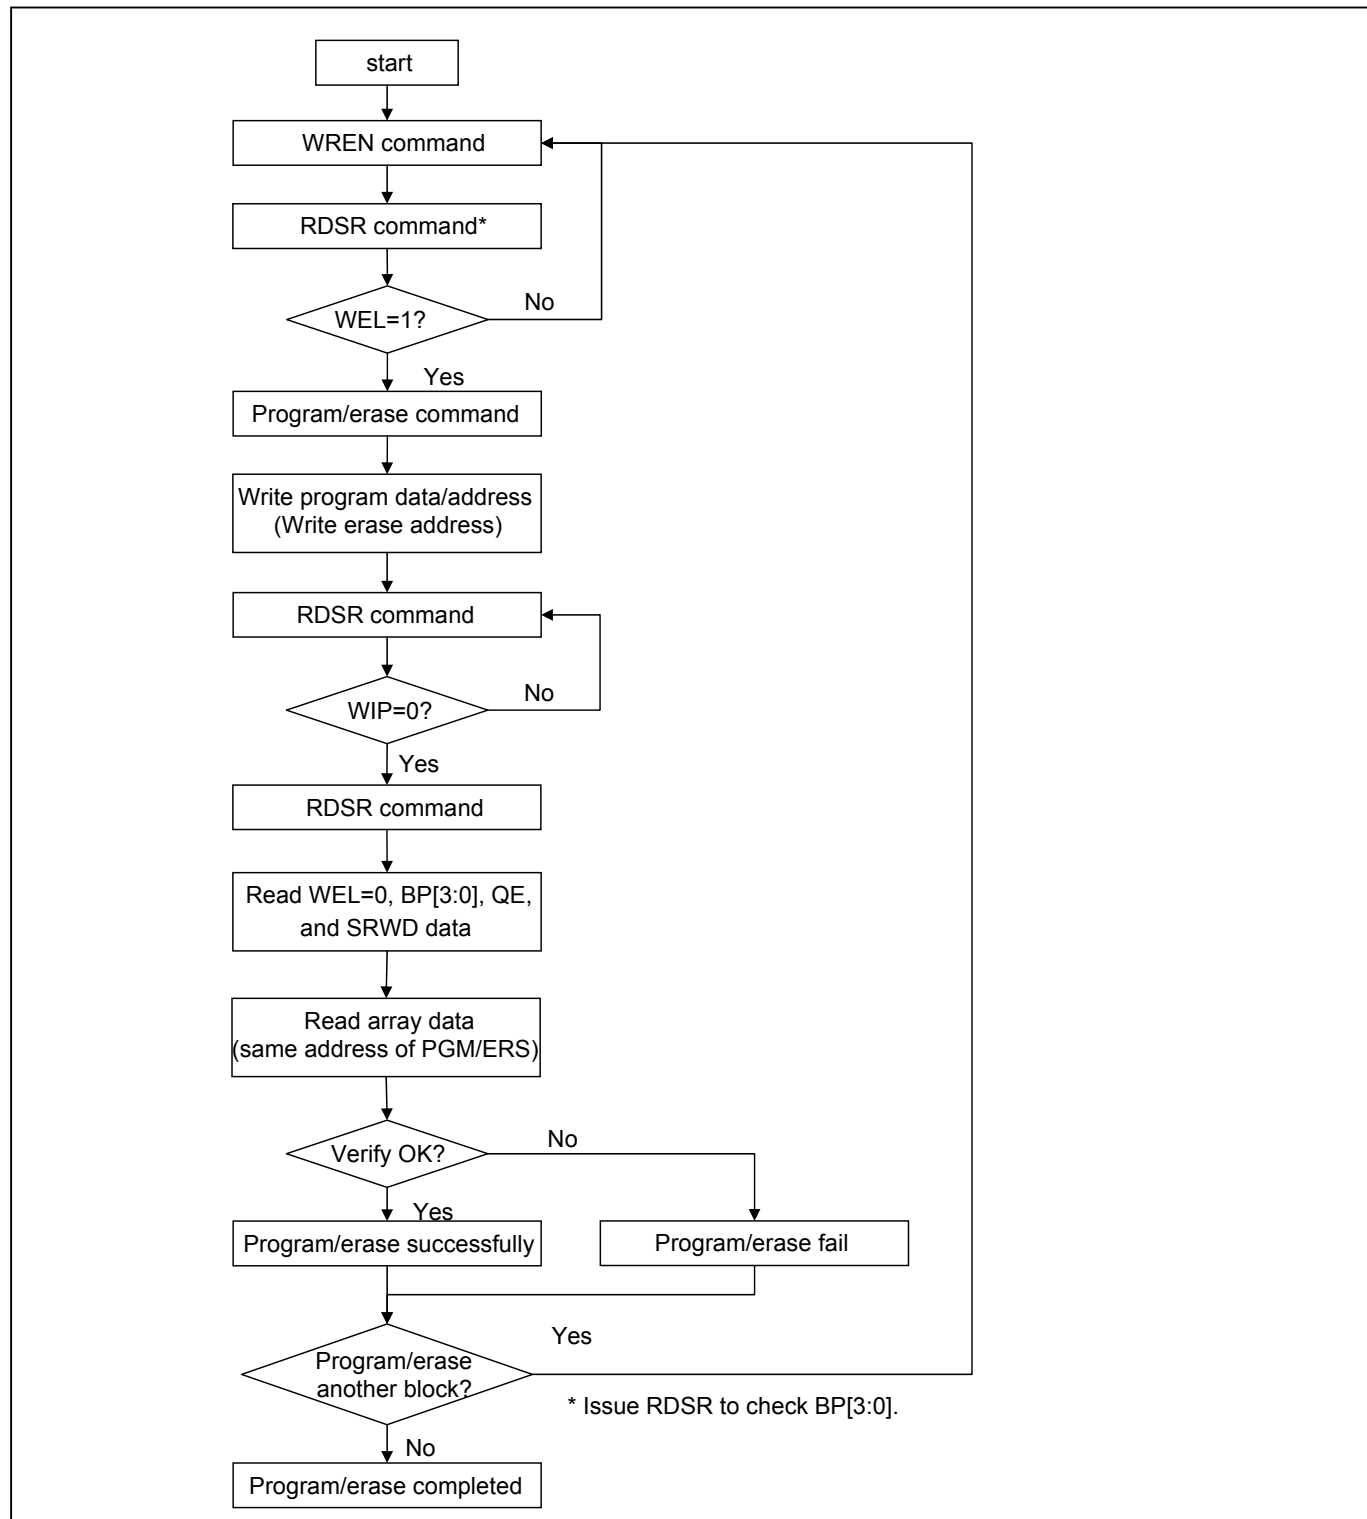 start
WREN command
RDSR command*
WEL=1?
No
Yes
Program/erase command
Write program data/address
(Write erase address)
RDSR command
WIP=0?
No
Yes
RDSR command
Read WEL=0, BP[3:0], QE,
and SRWD data
Read array data
(same address of PGM/ERS)
Verify OK?
No
Yes
Program/erase successfully
Program/erase fail
Program/erase
another block?
Yes
* Issue RDSR to check BP[3:0].
No
Program/erase completed